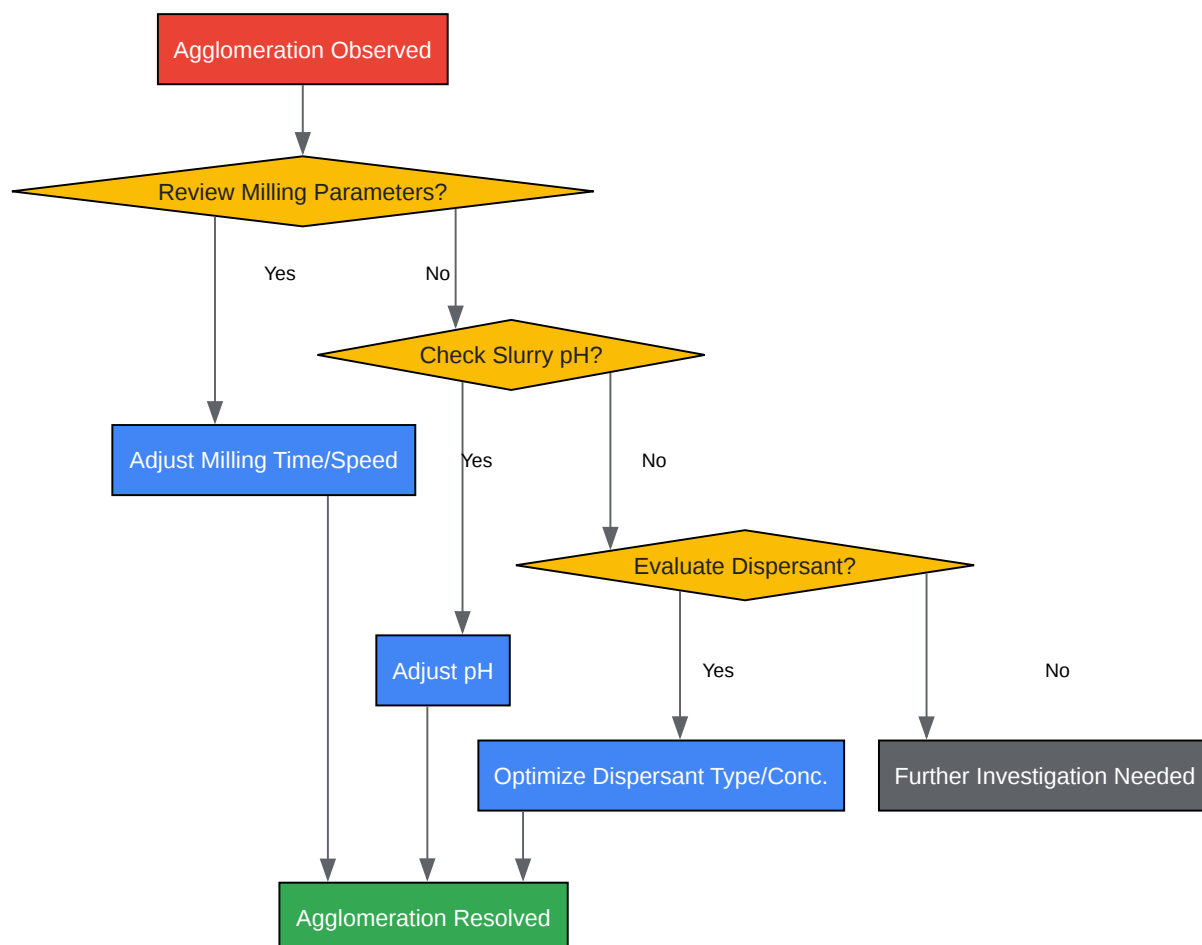 Agglomeration Observed
Review Milling Parameters?
Yes
No
Check Slurry pH?
Adjust Milling Time/Speed
Yes
No
Evaluate Dispersant?
Adjust pH
Yes
No
Optimize Dispersant Type/Conc.
Further Investigation Needed
Agglomeration Resolved